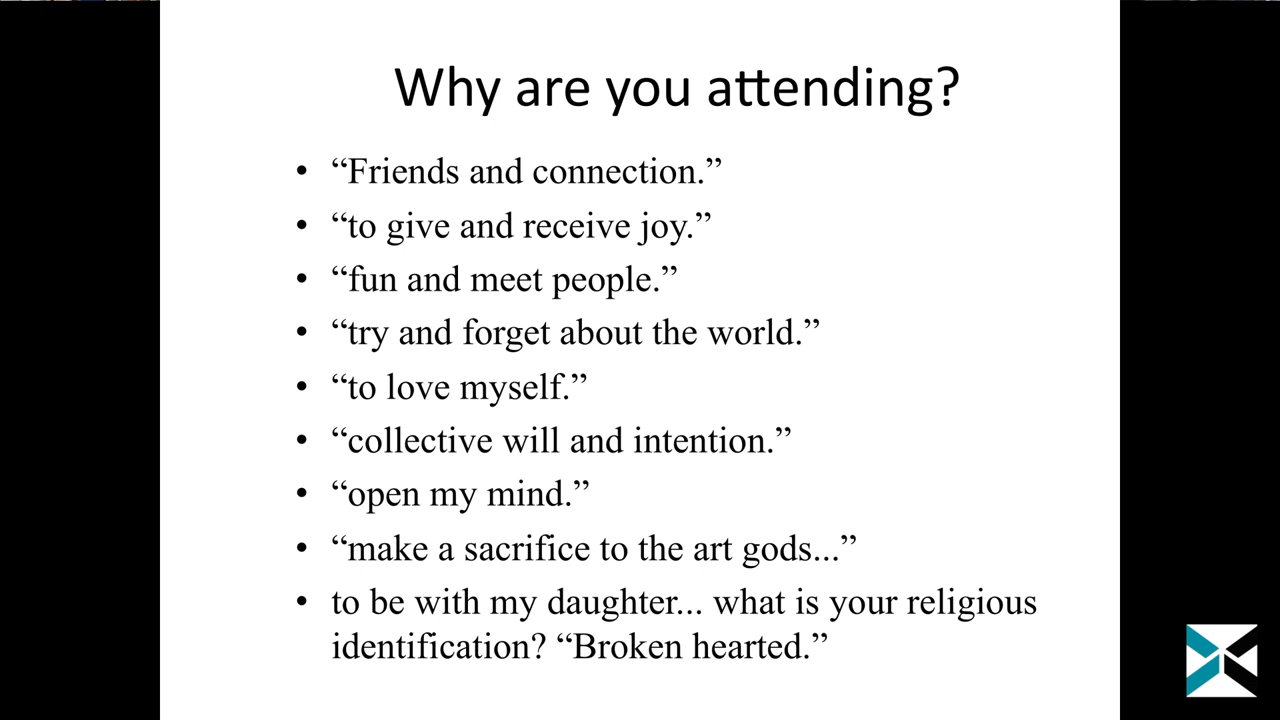 Why are you attending?
• “Friends and connection.”
• “to give and receive joy.”
• “fun and meet people.”
• “try and forget about the world.”
• “to love myself.”
• “collective will and intention.”
• “open my mind.”
• “make a sacrifice to the art gods...”
• to be with my daughter... what is your religious
identification? “Broken hearted.”